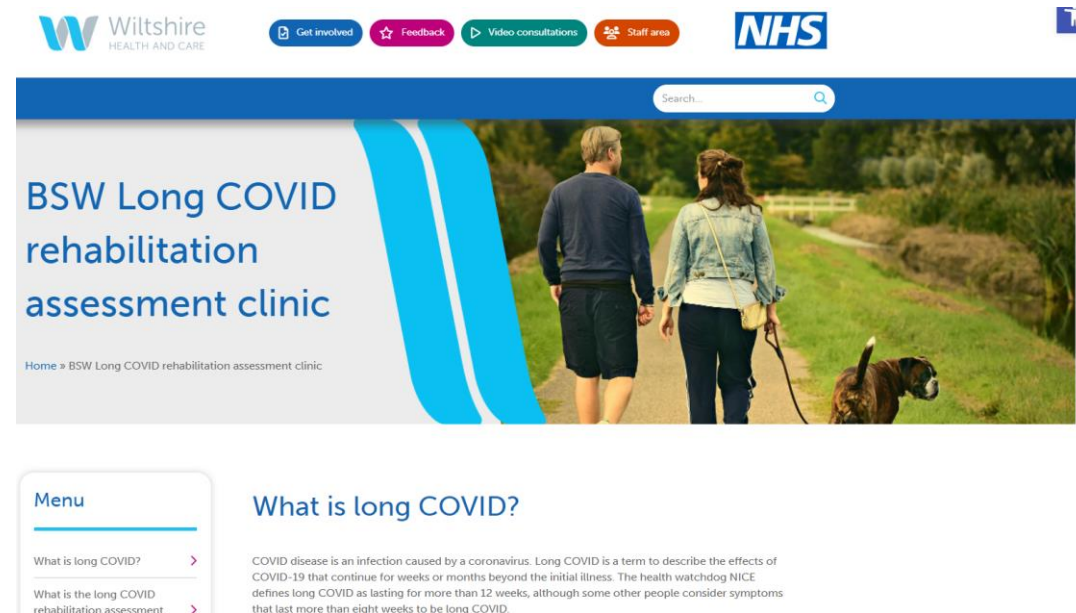 Wiltshire
HEALTH AND CARE
Get involved
Feedback
Video consultations
Staff area
NHS
Search...
BSW Long COVID
rehabilitation
assessment clinic
Home » BSW Long COVID rehabilitation assessment clinic
Menu
What is long COVID?
What is the long COVID
rehabilitation assessment
What is long COVID?
COVID disease is an infection caused by a coronavirus. Long COVID is a term to describe the effects of
COVID-19 that continue for weeks or months beyond the initial illness. The health watchdog NICE
defines long COVID as lasting for more than 12 weeks, although some other people consider symptoms
that last more than eight weeks to be long COVID.